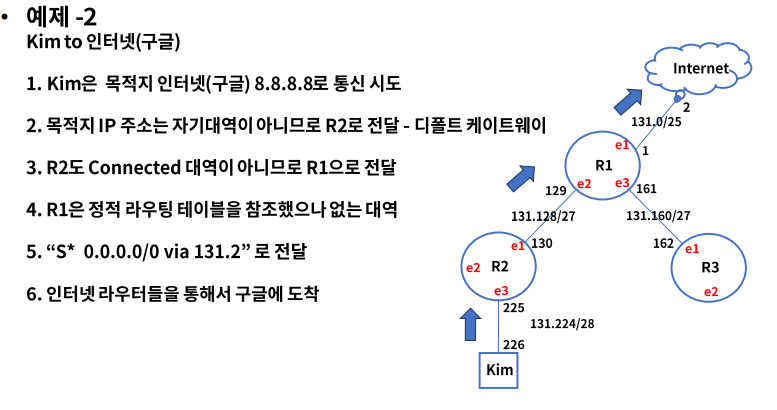 • 예제 -2
Kim to 인터넷(구글)
1. Kim은  목적지 인터넷(구글) 8.8.8.8로 통신 시도
2. 목적지 IP 주소는 자기대역이 아니므로 R2로 전달 - 디폴트 케이트웨이
3. R2도 Connected 대역이 아니므로 R1으로 전달
4. R1은 정적 라우팅 테이블을 참조했으나 없는 대역
5. “S*  0.0.0.0/0 via 131.2” 로 전달
6. 인터넷 라우터들을 통해서 구글에 도착
Internet
2
131.0/25
e1
1
R1
e2
e3
129
161
131.128/27
131.160/27
e1
130
162
e1
e2
R2
R3
e3
e2
225
131.224/28
226
Kim